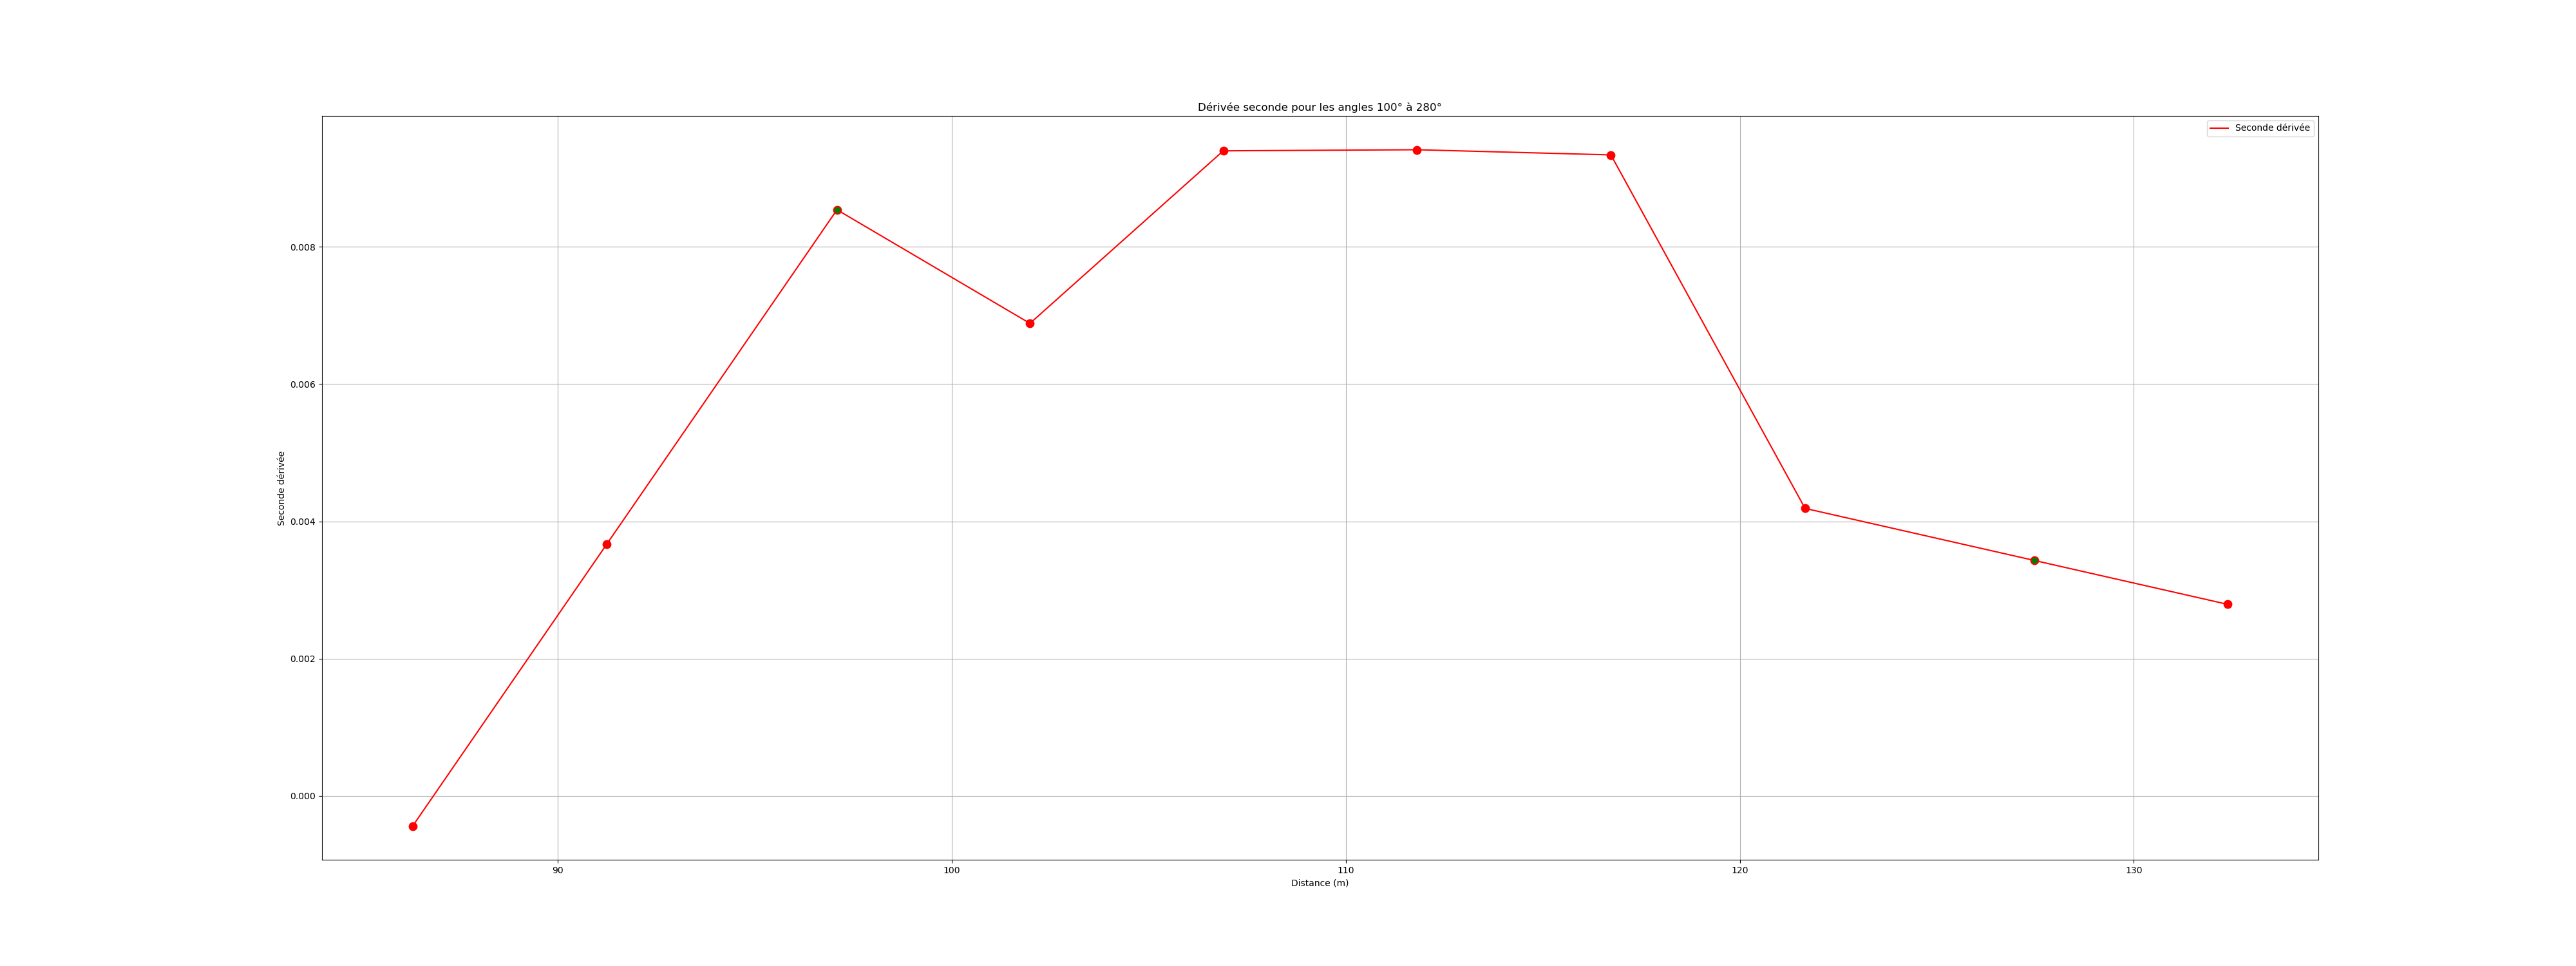 Dérivée seconde pour les angles 100° à 280°
Seconde dérivée
0.008
0.006
0.004
0.002
0.000
Seconde dérivée
90
100
110
120
130
Distance (m)